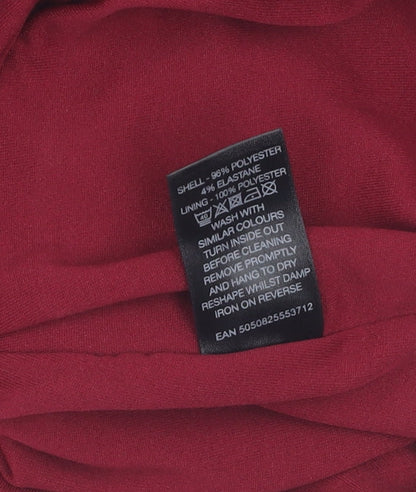 SHELL - 96% POLYESTER
4% ELASTANE
LINING - 100% POLYESTER
40
WASH WITH
SIMILAR COLOURS
TURN INSIDE OUT
BEFORE CLEANING
REMOVE PROMPTLY
AND HANG TO DRY
RESHAPE WHILST DAMP
IRON ON REVERSE
EAN 5050825553712